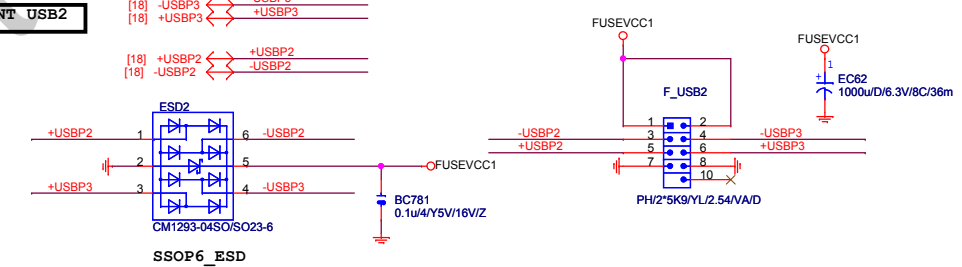 NT USB2
[18] -USBP3 -USBP3
[18] +USBP3 +USBP3
[18] +USBP2 +USBP2
[18] -USBP2 -USBP2
ESD2
+USBP2 1 6 -USBP2
2 5 FUSEVCC1
+USBP3 3 4 -USBP3
CM1293-04SO/SO23-6
SSOP6_ESD
BC781
0.1u/4/Y5V/16V/Z
FUSEVCC1
F_USB2
1 2
-USBP2 3 4 -USBP3
+USBP2 5 6 +USBP3
7 8
10
PH/2*5K9/YL/2.54/VA/D
FUSEVCC1
1
+
EC62
1000u/D/6.3V/8C/36m